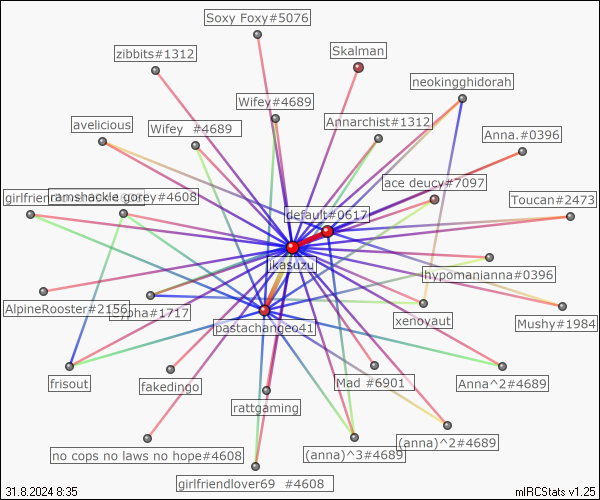 Soxy Foxy#5076
Skalman
zibbits#1312
neokingghidorah
Wifey#4689
avelicious
Wifey #4689
Annarchist#1312
Anna.#0396
ace deucy#7097
ramshackle gorey#4608
Toucan#2473
default#0617
ikasuzu
hypomanianna#0396
AlpineRooster#2156
#1717
xenoyaut
Mushy#1984
pastachangeo41
frisout
fakedingo
Mad #6901
Anna^2#4689
rattgaming
(anna)^2#4689
no cops no laws no hope#4608
(anna)^3#4689
girlfriendlover69 #4608
31.8.2024 8:35
mIRCStats v1.25